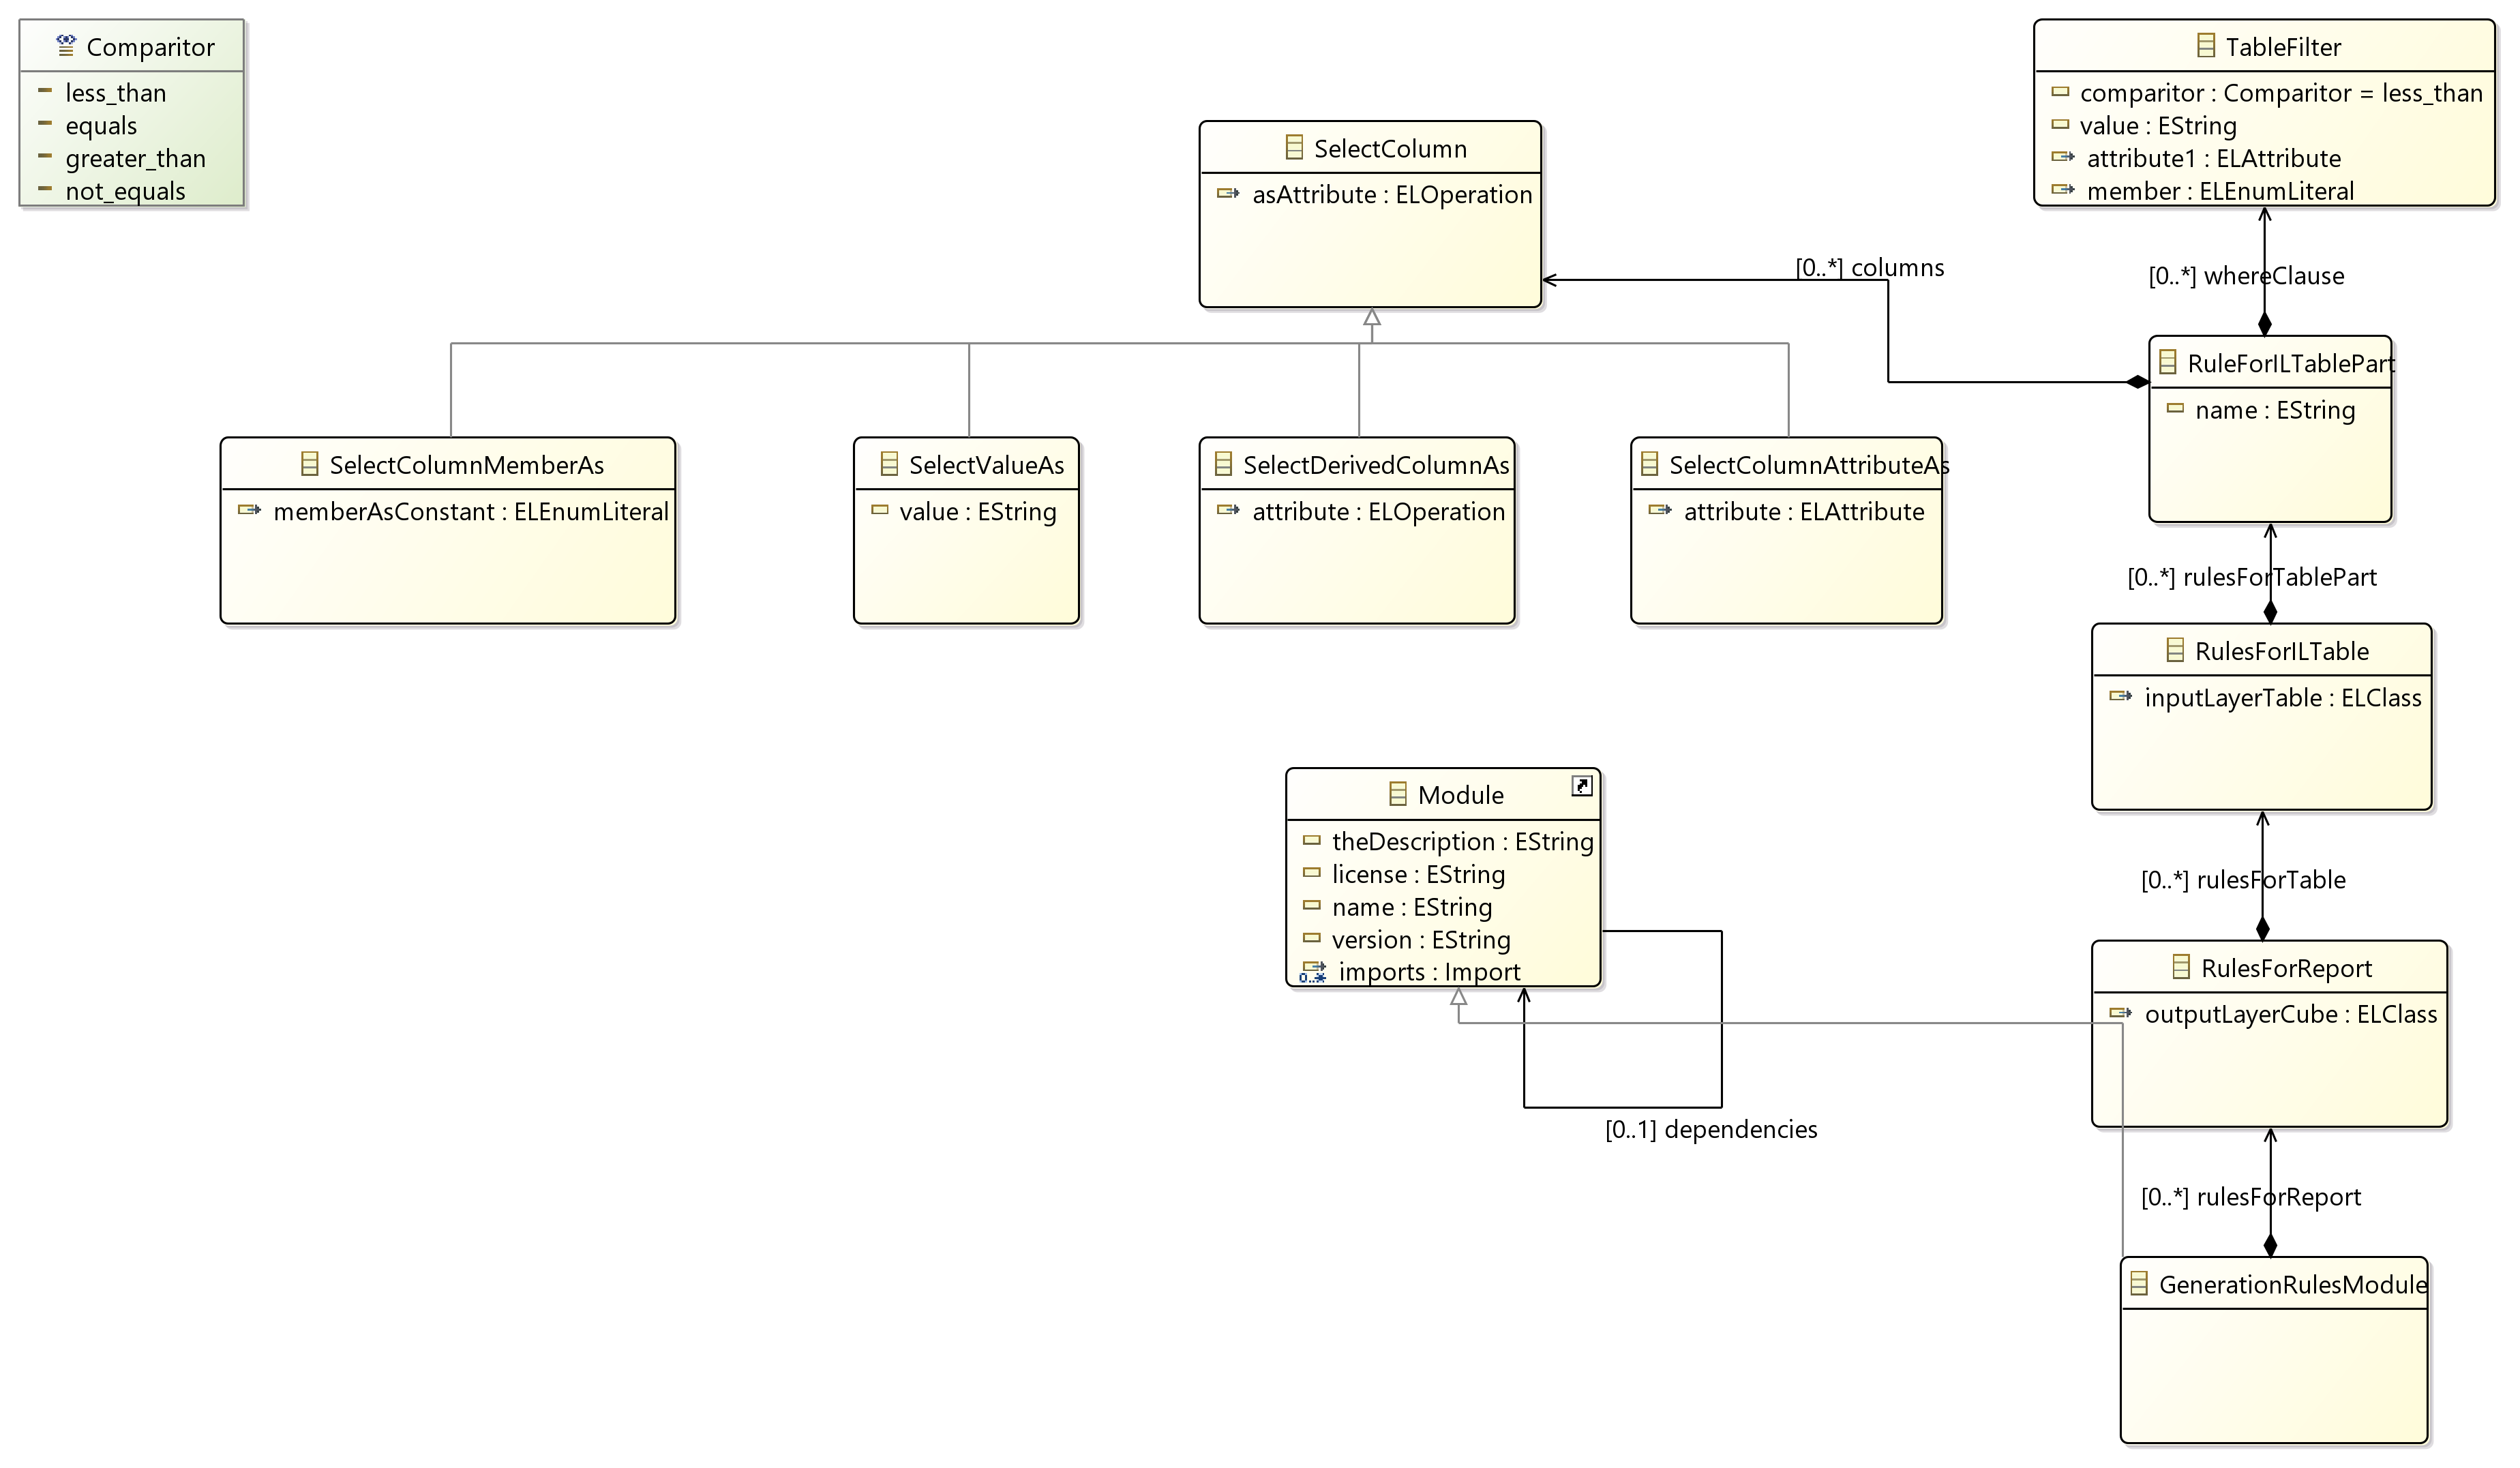 Comparitor
less_than
equals
greater_than
not_equals
TableFilter
comparitor : Comparitor = less_than
value : EString
attribute1 : ELAttribute
member : ELEnumLiteral
SelectColumn
asAttribute : ELOperation
[0..*] columns
[0..*] whereClause
RuleForILTablePart
name : EString
SelectColumnMemberAs
memberAsConstant : ELEnumLiteral
SelectValueAs
value : EString
SelectDerivedColumnAs
attribute : ELOperation
SelectColumnAttributeAs
attribute : ELAttribute
[0..*] rulesForTablePart
RulesForILTable
inputLayerTable : ELClass
Module
theDescription : EString
license : EString
name : EString
version : EString
0..* imports : Import
[0..*] rulesForTable
RulesForReport
outputLayerCube : ELClass
[0..1] dependencies
[0..*] rulesForReport
GenerationRulesModule